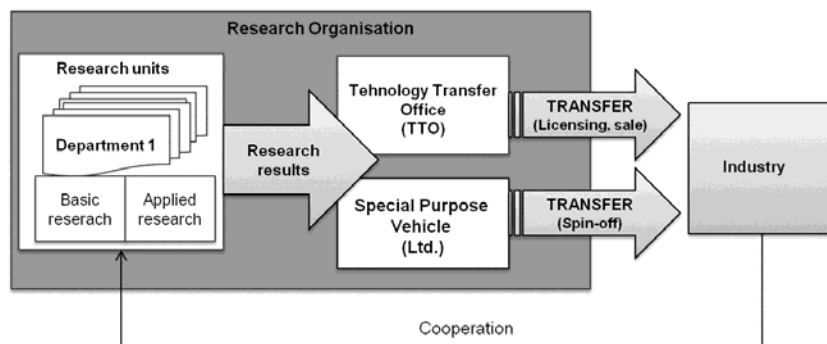 Research Organisation
Research units
Department 1
Basic
reserach
Applied
research
Research
results
Tehnology Transfer
Office
(TTO)
Special Purpose
Vehicle
(Ltd.)
TRANSFER
(Licensing, sale)
TRANSFER
(Spin-off)
Industry
Cooperation